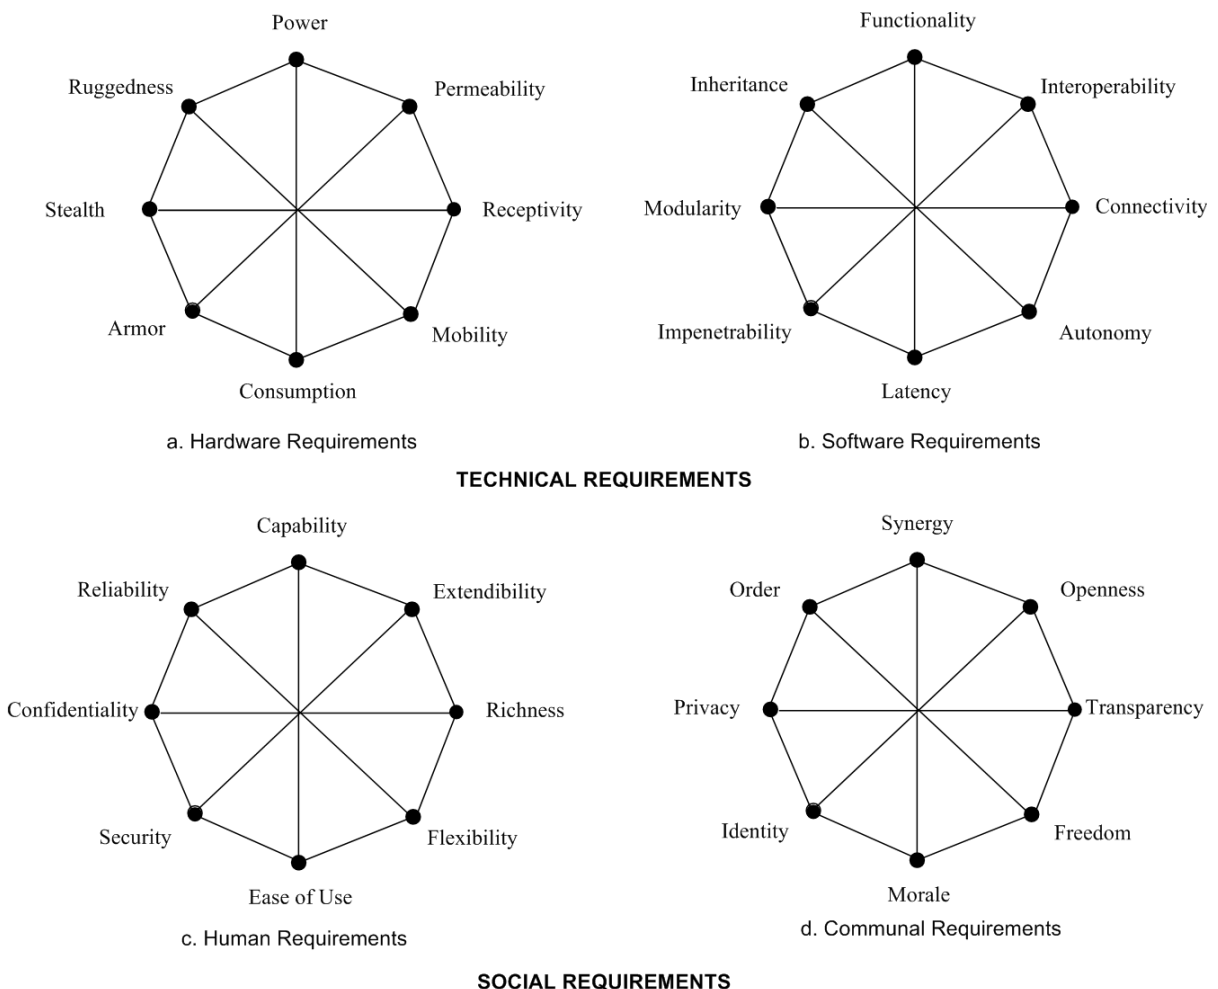 Power
Ruggedness
Permeability
Stealth
Receptivity
Armor
Mobility
Consumption
a. Hardware Requirements
Functionality
Inheritance
Interoperability
Modularity
Connectivity
Impenetrability
Autonomy
Latency
b. Software Requirements
TECHNICAL REQUIREMENTS
Capability
Reliability
Extendibility
Confidentiality
Richness
Security
Flexibility
Ease of Use
c. Human Requirements
Synergy
Order
Openness
Privacy
Transparency
Identity
Freedom
Morale
d. Communal Requirements
SOCIAL REQUIREMENTS